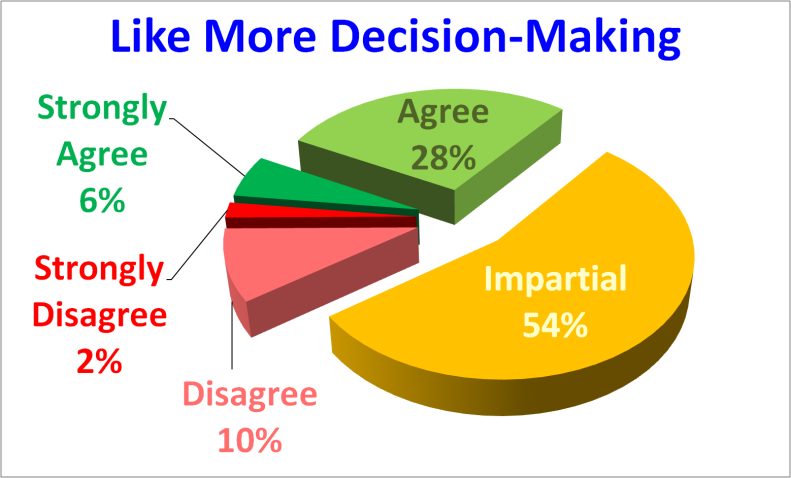 Like More Decision-Making
Strongly
Agree
6%
Agree
28%
Impartial
54%
Strongly
Disagree
2%
Disagree
10%